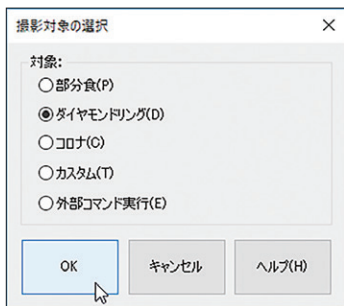 撮影対象の選択
対象:
部分食(P)
ダイヤモンドリング(D)
コロナ(C)
カスタム(T)
外部コマンド実行(E)
OK キャンセル ヘルプ(H)